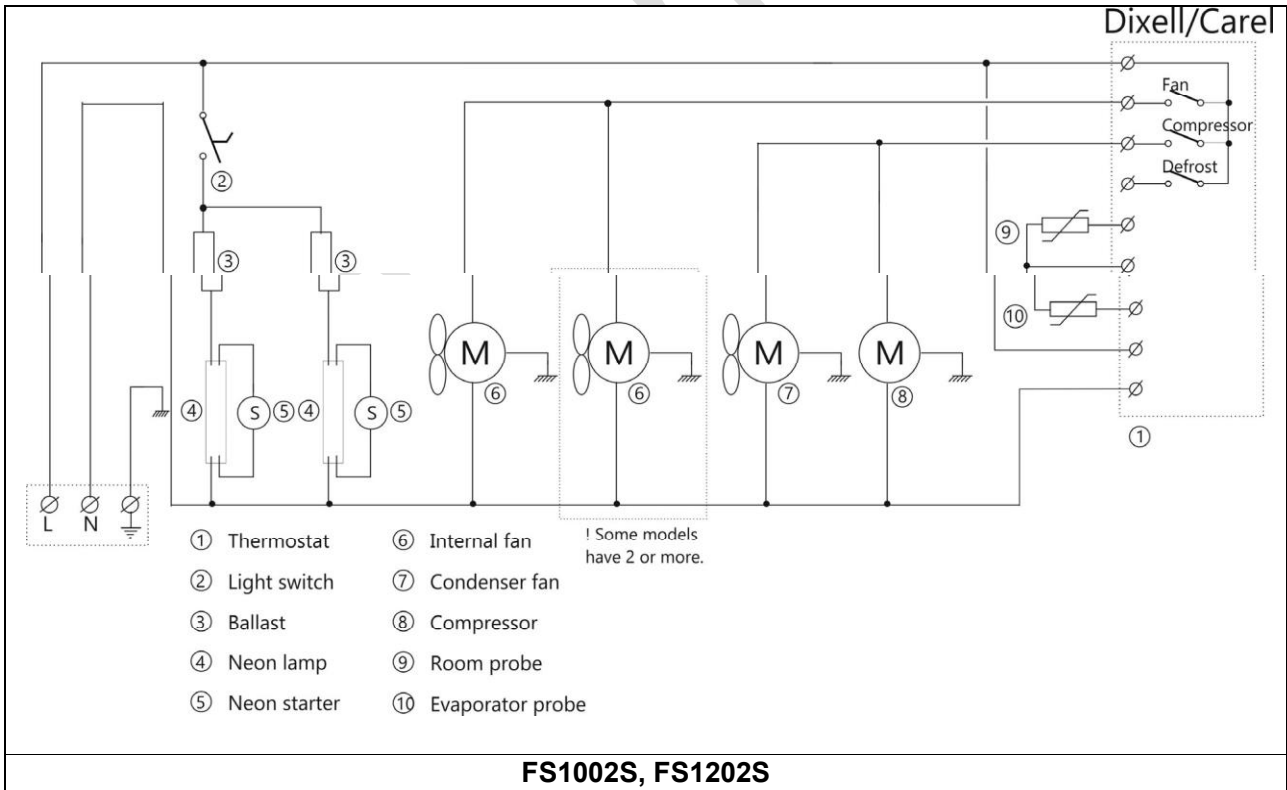 Dixell/Carel
Fan
Compressor
Defrost
②
③ ③
⑨
⑩
M M M M
④ S ⑤ ④ S ⑤ ⑥ ⑥ ⑦ ⑧
①
L N
① Thermostat
② Light switch
③ Ballast
④ Neon lamp
⑤ Neon starter
⑥ Internal fan
⑦ Condenser fan
⑧ Compressor
⑨ Room probe
⑩ Evaporator probe
! Some models
have 2 or more.
FS1002S, FS1202S